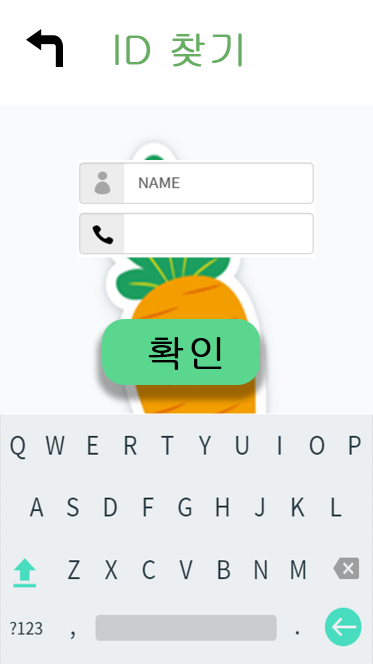 ID 찾기
NAME
확인
Q W E R T Y U I O P
A S D F G H J K L
Z X C V B N M
?123 , .